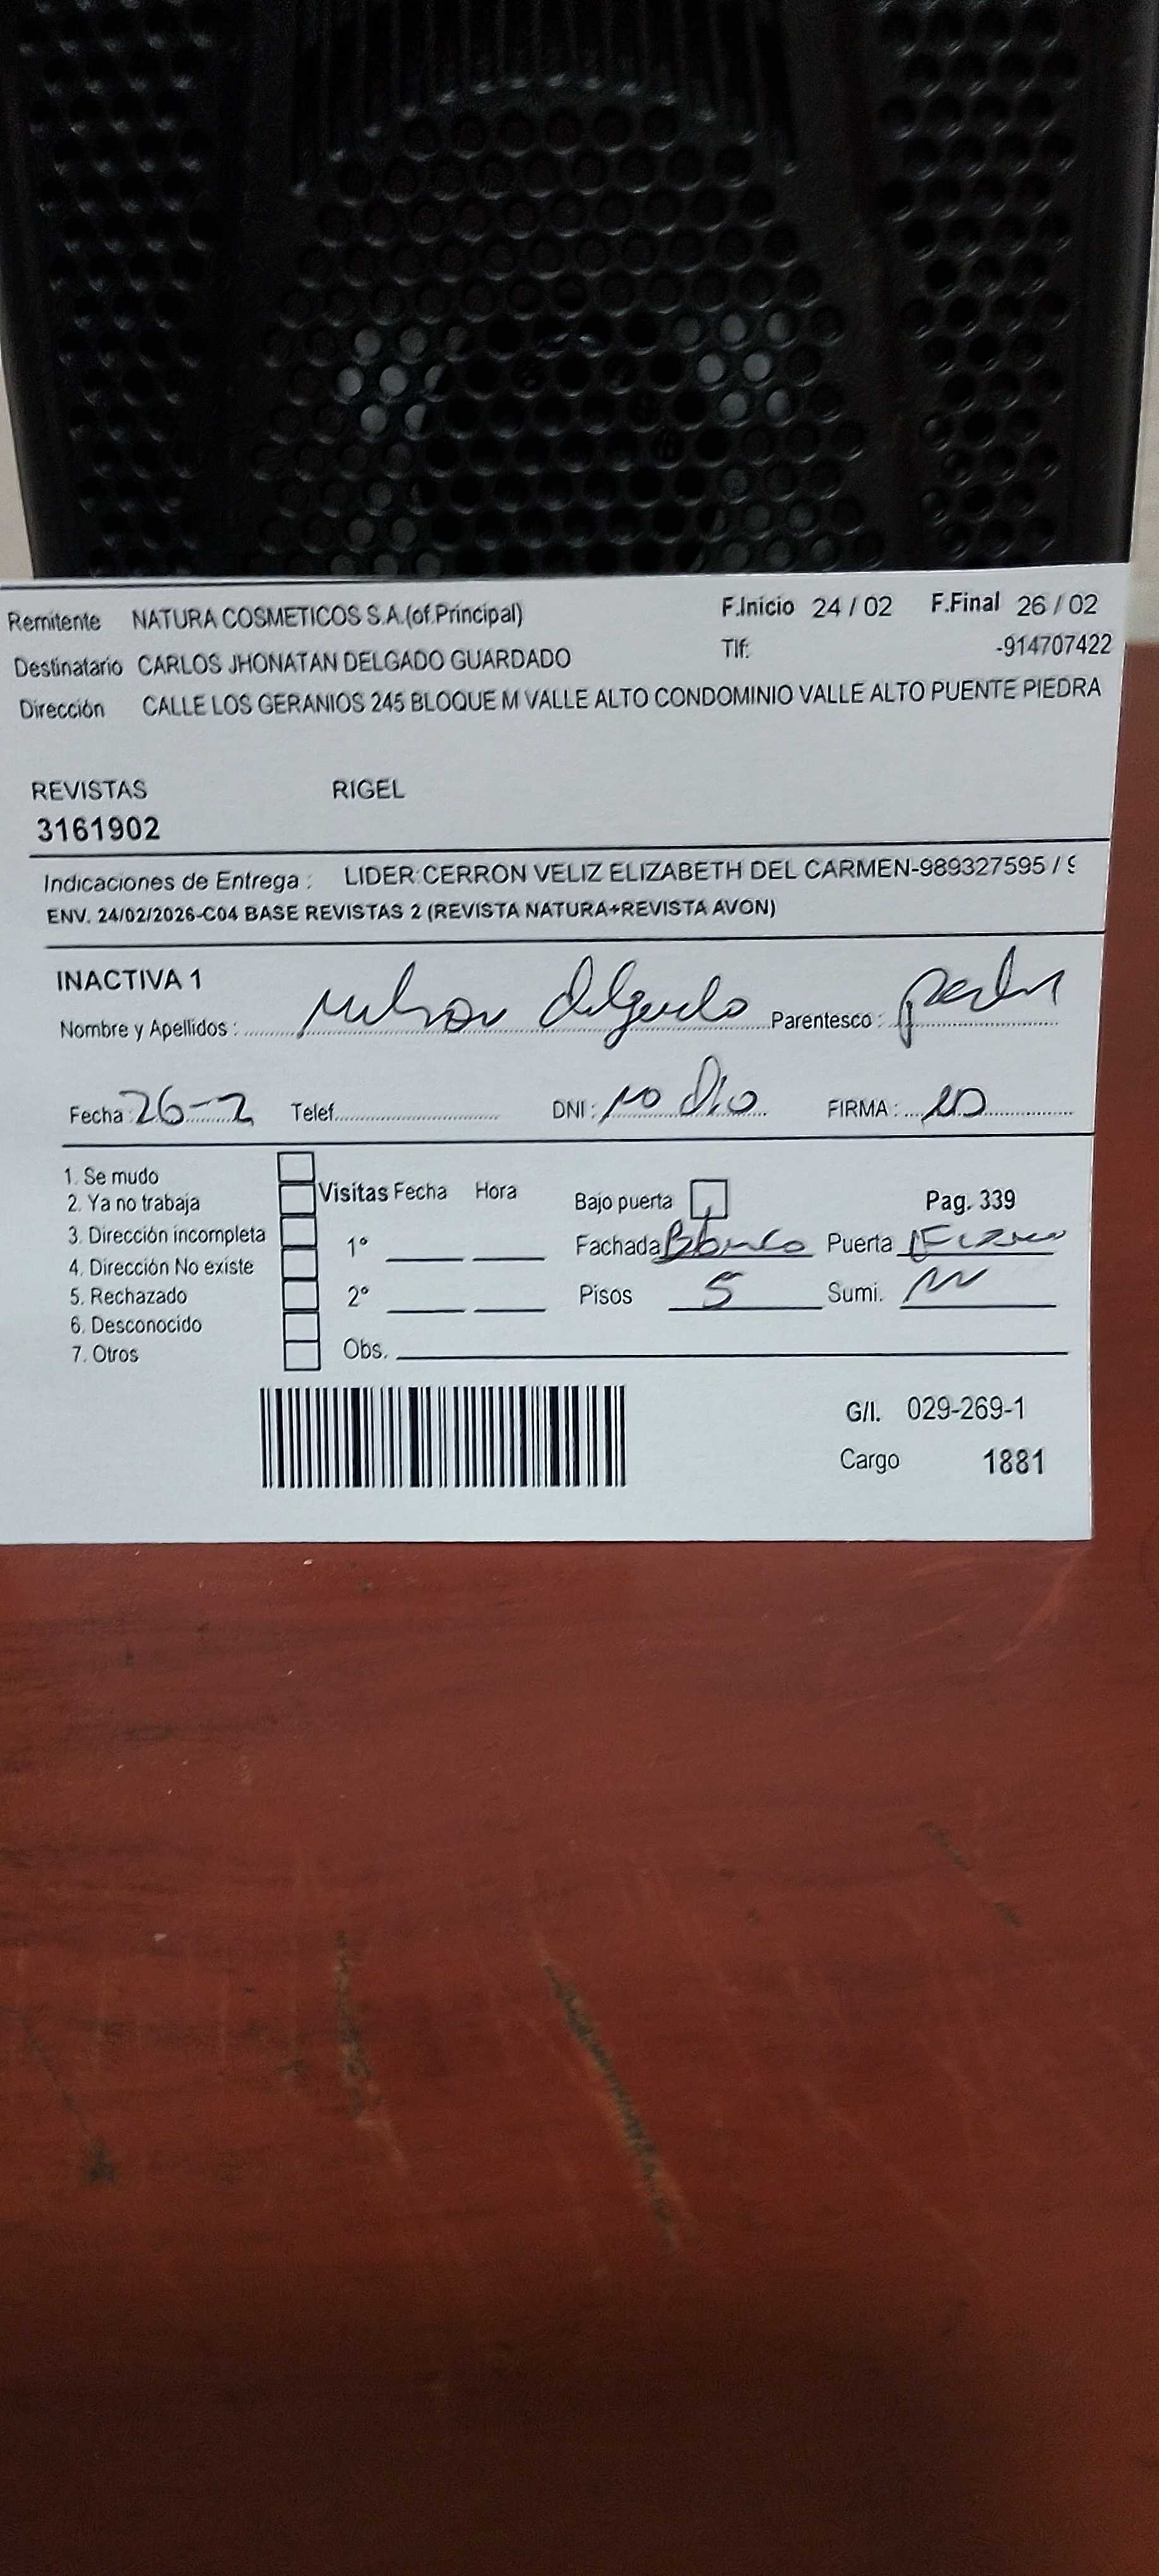 Remitente NATURA COSMETICOS S.A.(of.Principal) F.Inicio 24 / 02 F.Final 26 / 02
Destinatario CARLOS JHONATAN DELGADO GUARDADO Tlf: -914707422
Dirección CALLE LOS GERANIOS 245 BLOQUE M VALLE ALTO CONDOMINIO VALLE ALTO PUENTE PIEDRA
REVISTAS RIGEL
3161902
Indicaciones de Entrega : LIDER:CERRON VELIZ ELIZABETH DEL CARMEN-989327595 / 9
ENV. 24/02/2026-C04 BASE REVISTAS 2 (REVISTA NATURA+REVISTA AVON)
INACTIVA 1
Nombre y Apellidos : delgado Parentesco :
Fecha 26-2 Telef. DNI : no Dio FIRMA :
1. Se mudo
2. Ya no trabaja Visitas Fecha Hora Bajo puerta Pag. 339
3. Dirección incompleta 1° Fachada Blanco Puerta Fierro
4. Dirección No existe
5. Rechazado 2° Pisos 5 Sumi.
6. Desconocido
7. Otros Obs.
G/I. 029-269-1
Cargo 1881